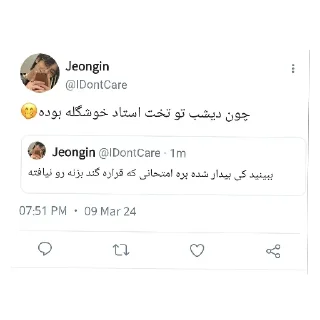 Jeongin
@IDontCare
چون دیشب تو تخت استاد خوشگله بوده🤭
Jeongin @IDontCare · 1m
ببینید کی بیدار شده بره امتحانی که قراره گند بزنه رو نیافته
07:51 PM · 09 Mar 24